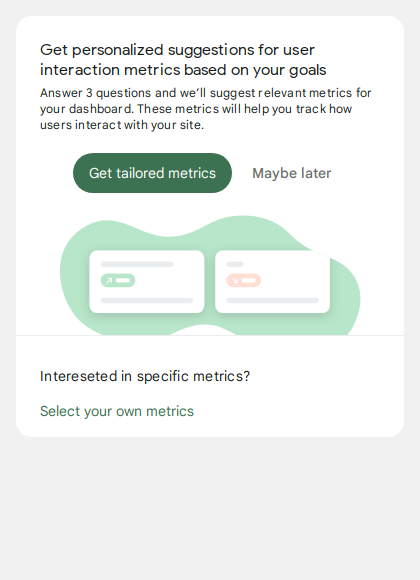 Get personalized suggestions for user
interaction metrics based on your goals
Answer 3 questions and we’ll suggest relevant metrics for
your dashboard. These metrics will help you track how
users interact with your site.
Get tailored metrics
Maybe later
Intereseted in specific metrics?
Select your own metrics